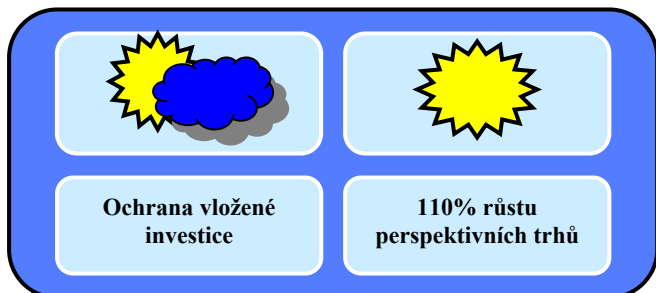 Ochrana vložené
investice
110% růstu
perspektivních trhů